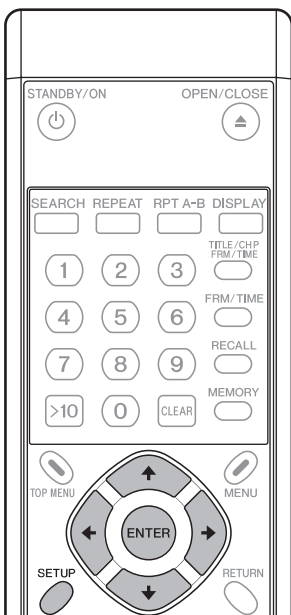 STANDBY/ON OPEN/CLOSE
SEARCH REPEAT RPT A-B DISPLAY
TITLE/CHP
FRM/TIME
1 2 3
FRM/TIME
4 5 6
RECALL
7 8 9
MEMORY
>10 0 CLEAR
TOP MENU MENU
ENTER
SETUP RETURN